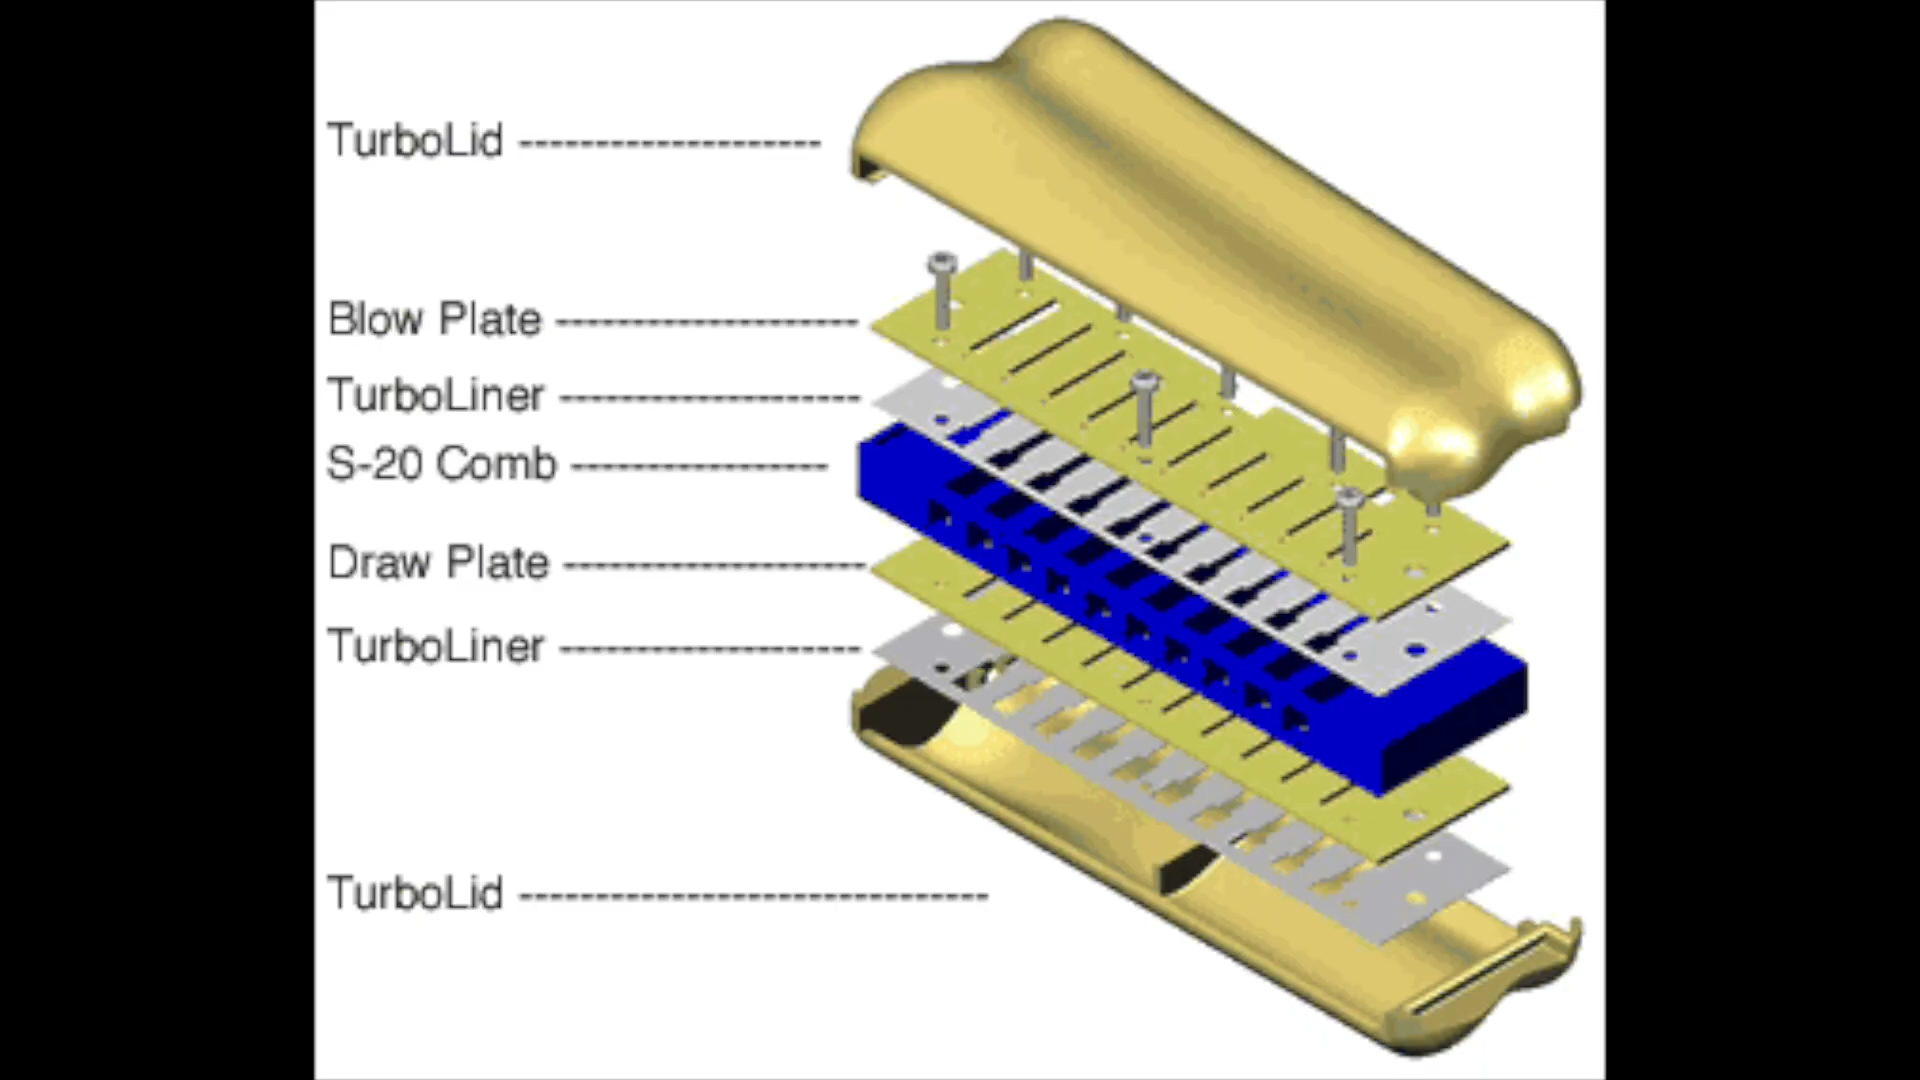 TurboLid
Blow Plate
TurboLiner
S-20 Comb
Draw Plate
TurboLiner
TurboLid